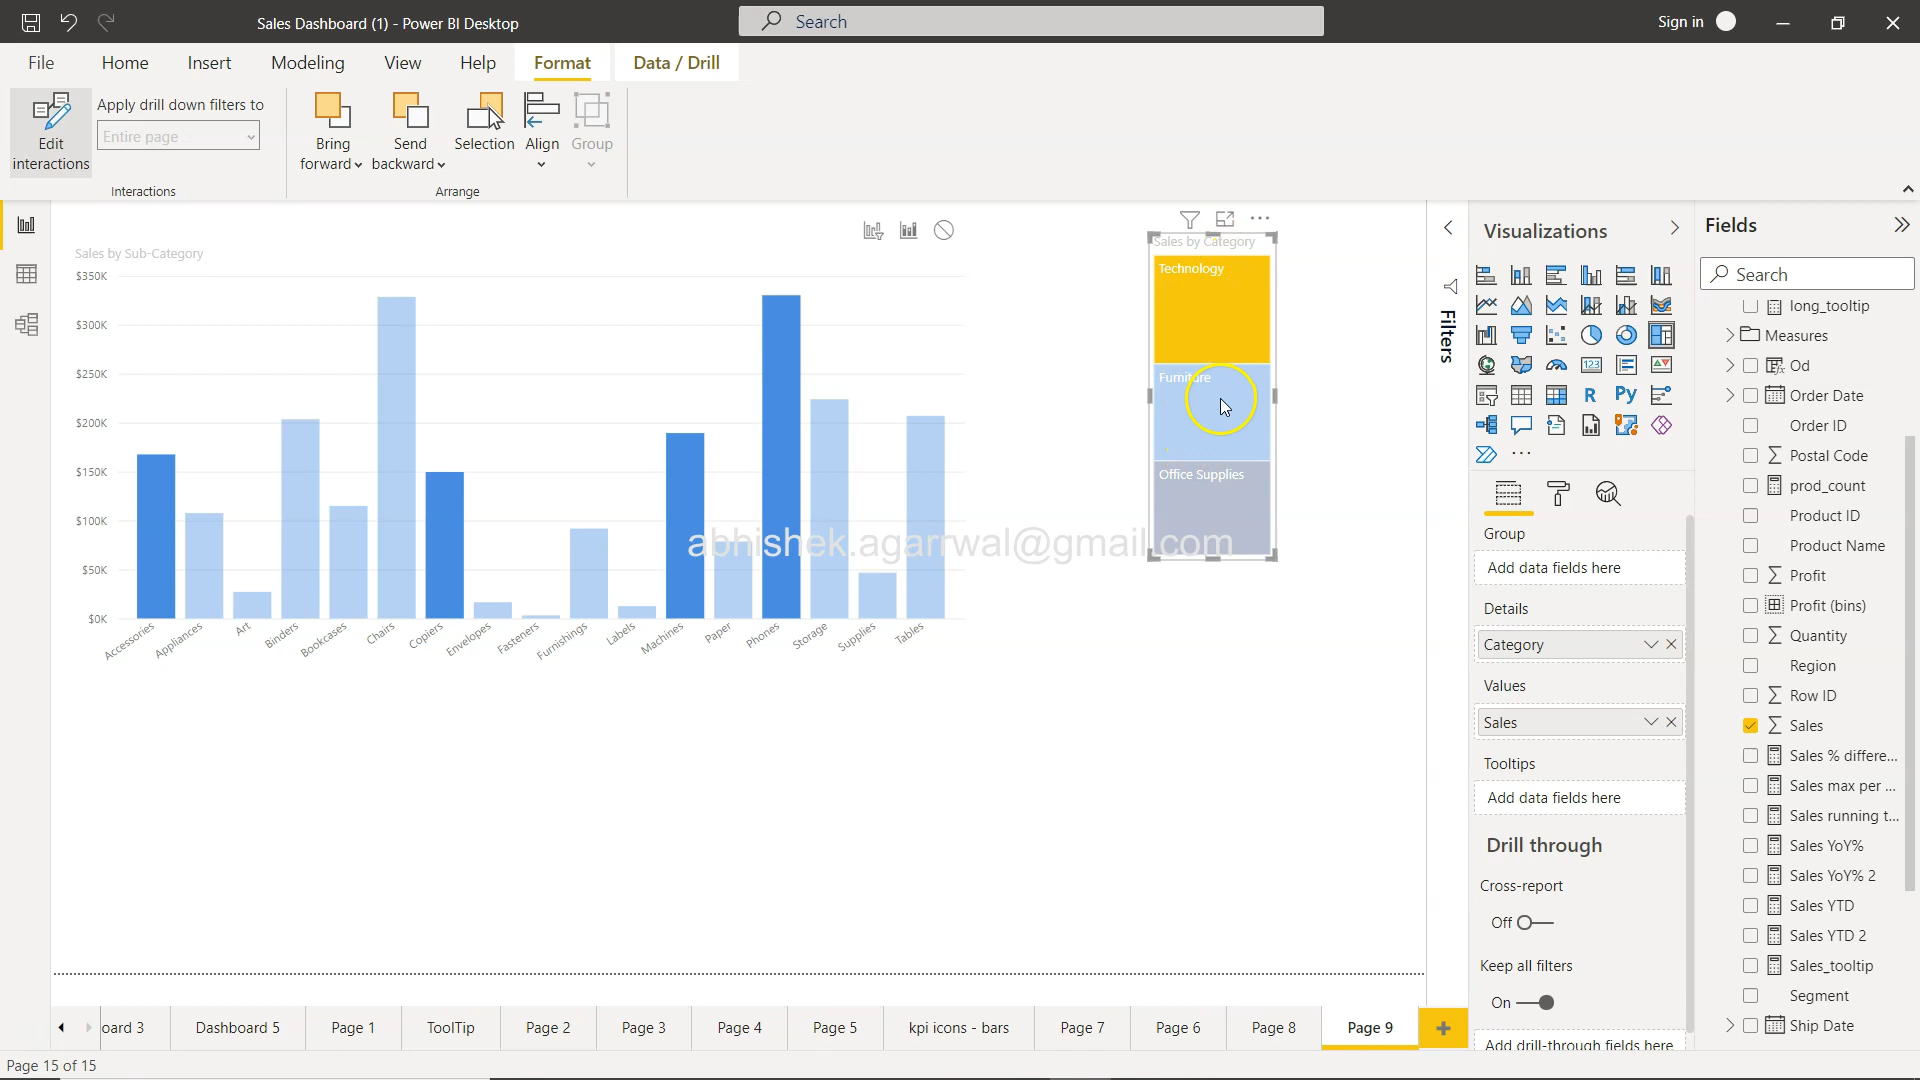 Sales Dashboard (1) - Power BI Desktop
Search
Sign in
File
Home
Insert
Modeling
View
Help
Format
Data / Drill
Edit interactions
Apply drill down filters to
Entire page
Interactions
Bring forward
Send backward
Selection
Align
Group
Arrange
Sales by Sub-Category
$350K
$300K
$250K
$200K
$150K
$100K
$50K
$0K
Accessories
Appliances
Art
Binders
Bookcases
Chairs
Copiers
Envelopes
Fasteners
Furnishings
Labels
Machines
Paper
Phones
Storage
Supplies
Tables
Sales by Category
Technology
Furniture
Office Supplies
abhishek.agarrwal@gmail.com
Filters
Visualizations
R
Py
123
Group
Add data fields here
Details
Category
Values
Sales
Tooltips
Add data fields here
Drill through
Cross-report
Off
Keep all filters
On
Add drill-through fields here
Fields
Search
long_tooltip
Measures
Od
Order Date
Order ID
Postal Code
prod_count
Product ID
Product Name
Profit
Profit (bins)
Quantity
Region
Row ID
Sales
Sales % differe...
Sales max per ...
Sales running t...
Sales YoY%
Sales YoY% 2
Sales YTD
Sales YTD 2
Sales_tooltip
Segment
Ship Date
oard 3
Dashboard 5
Page 1
ToolTip
Page 2
Page 3
Page 4
Page 5
kpi icons - bars
Page 7
Page 6
Page 8
Page 9
Page 15 of 15